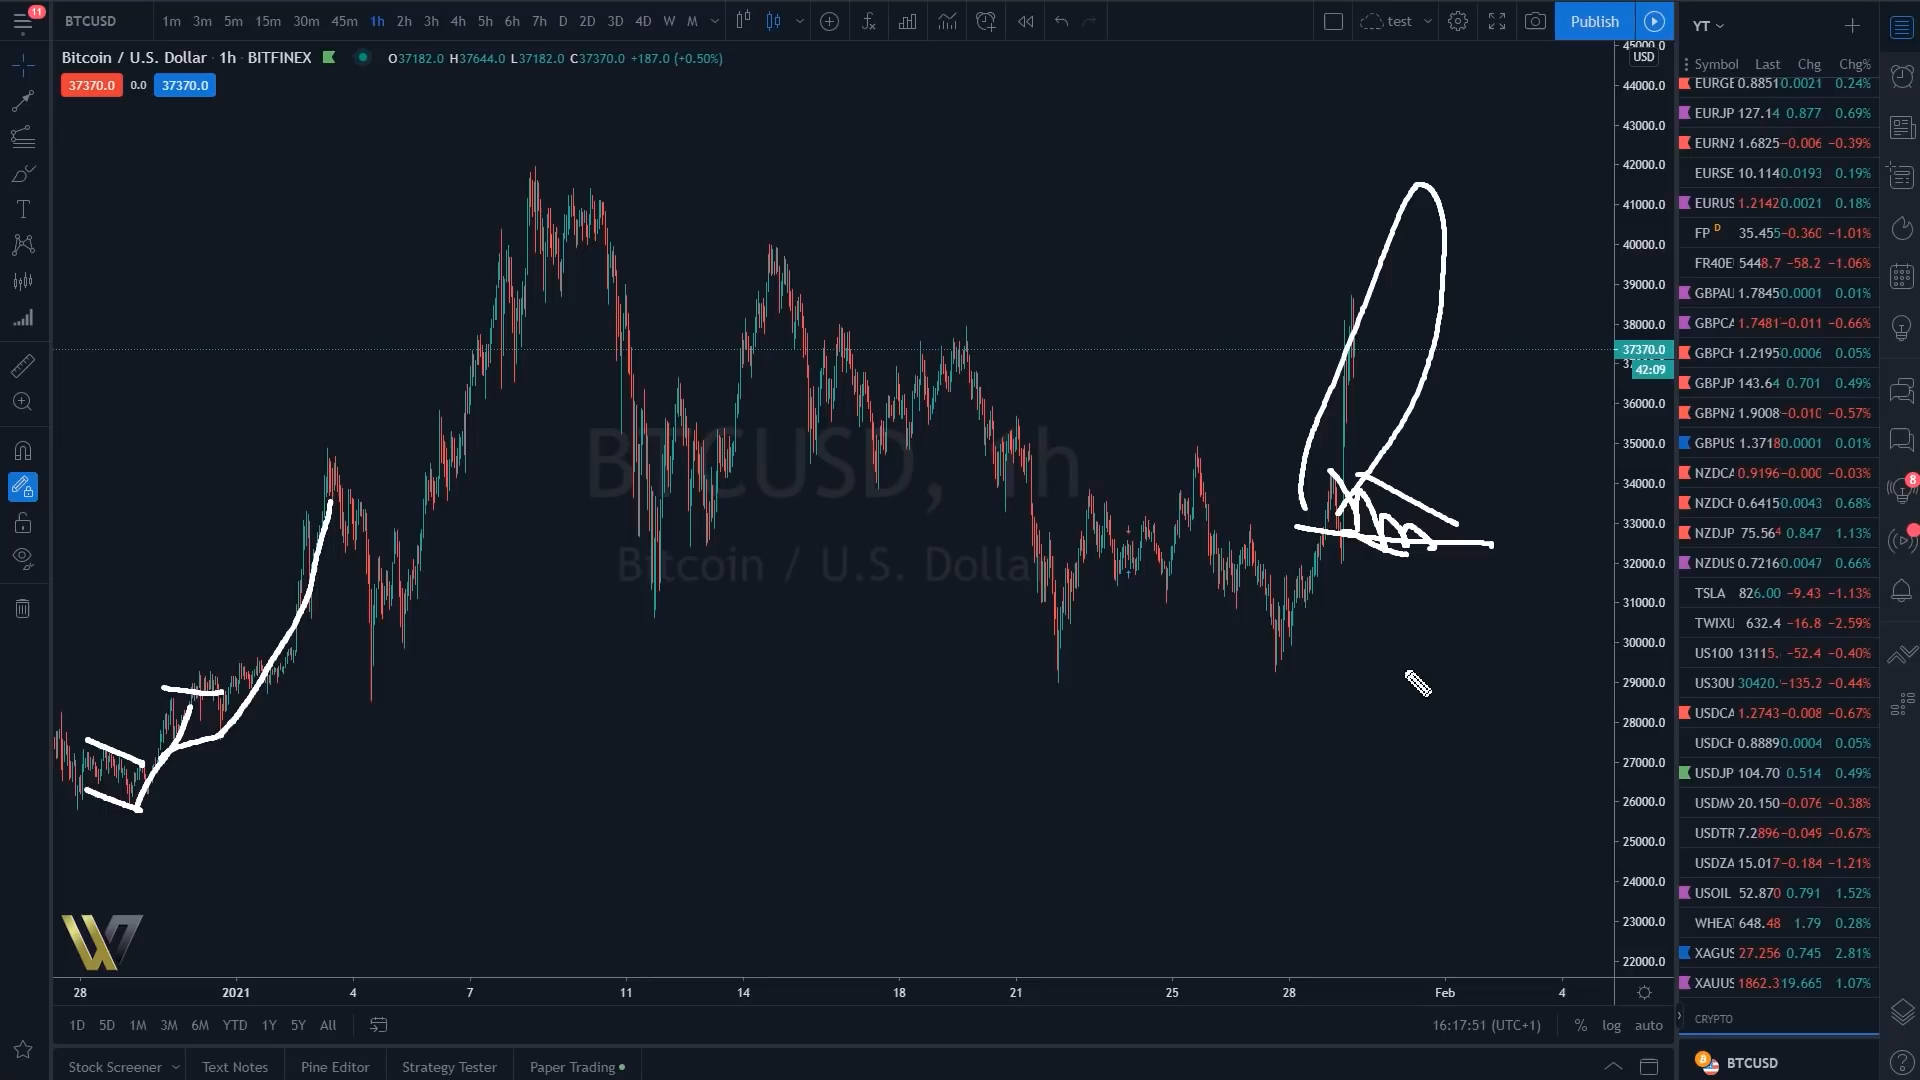 11
BTCUSD 1m 3m 5m 15m 30m 45m 1h 2h 3h 4h 5h 6h 7h D 2D 3D 4D W M test Publish YT
Bitcoin / U.S. Dollar · 1h · BITFINEX O37182.0 H37644.0 L37182.0 C37370.0 +187.0 (+0.50%)
37370.0 0.0 37370.0
BTCUSD, 1h
Bitcoin / U.S. Dolla
45000.0
USD
44000.0
43000.0
42000.0
41000.0
40000.0
39000.0
38000.0
37370.0
42:09
36000.0
35000.0
34000.0
33000.0
32000.0
31000.0
30000.0
29000.0
28000.0
27000.0
26000.0
25000.0
24000.0
23000.0
22000.0
28 2021 4 7 11 14 18 21 25 28 Feb 4
1D 5D 1M 3M 6M YTD 1Y 5Y All 16:17:51 (UTC+1) % log auto
Stock Screener Text Notes Pine Editor Strategy Tester Paper Trading
Symbol Last Chg Chg%
EURGE 0.8851 0.0021 0.24%
EURJP 127.14 0.877 0.69%
EURNZ 1.6825 -0.006 -0.39%
EURSE 10.114 0.0193 0.19%
EURUS 1.2142 0.0021 0.18%
FP D 35.455 -0.360 -1.01%
FR40E 5448.7 -58.2 -1.06%
GBPAU 1.7845 0.0001 0.01%
GBPCA 1.7481 -0.011 -0.66%
GBPCH 1.2195 0.0006 0.05%
GBPJP 143.64 0.701 0.49%
GBPNZ 1.9008 -0.010 -0.57%
GBPUS 1.3718 0.0001 0.01%
NZDCA 0.9196 -0.000 -0.03%
NZDCH 0.6415 0.0043 0.68%
NZDJP 75.564 0.847 1.13%
NZDUS 0.7216 0.0047 0.66%
TSLA 826.00 -9.43 -1.13%
TWIXU 632.4 -16.8 -2.59%
US100 13115. -52.4 -0.40%
US30U 30420. -135.2 -0.44%
USDCA 1.2743 -0.008 -0.67%
USDCH 0.8889 0.0004 0.05%
USDJP 104.70 0.514 0.49%
USDMX 20.150 -0.076 -0.38%
USDTR 7.2896 -0.049 -0.67%
USDZA 15.017 -0.184 -1.21%
USOIL 52.870 0.791 1.52%
WHEAT 648.48 1.79 0.28%
XAGUS 27.256 0.745 2.81%
XAUUS 1862.3 19.665 1.07%
CRYPTO
BTCUSD
8